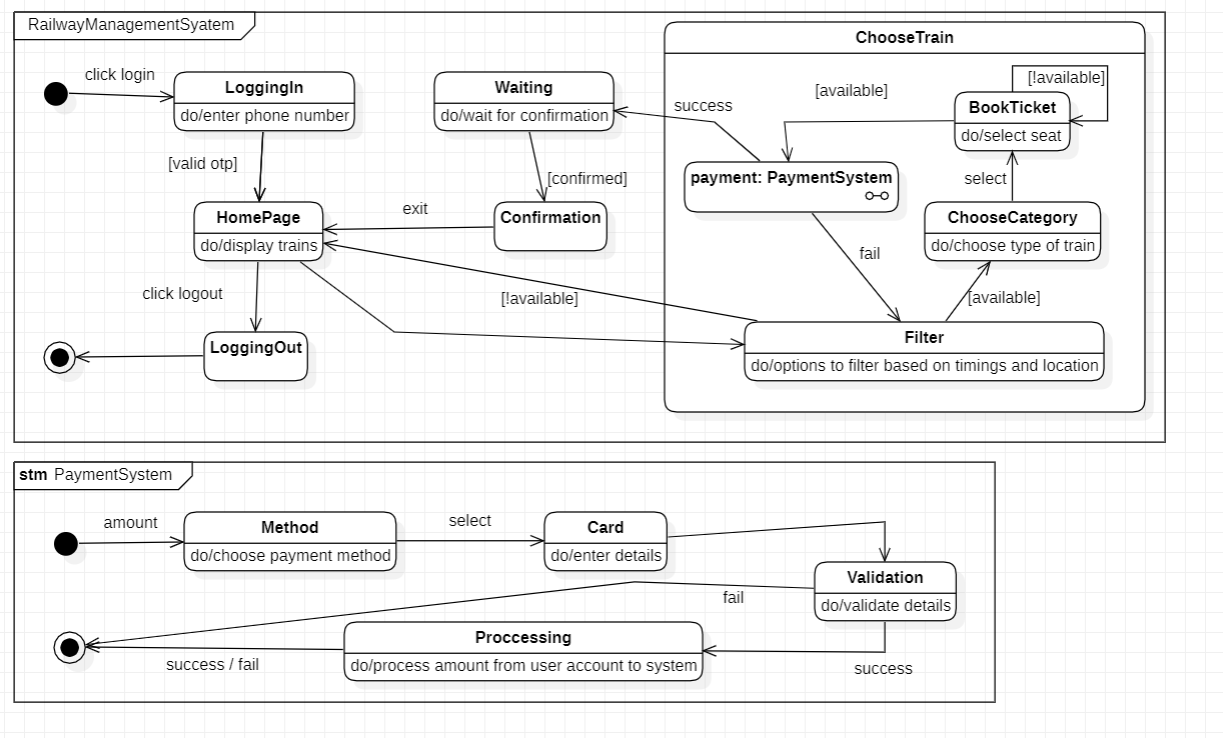 RailwayManagementSyatem
ChooseTrain
click login
LoggingIn
do/enter phone number
Waiting
do/wait for confirmation
success
[available]
[!available]
BookTicket
do/select seat
[valid otp]
[confirmed]
payment: PaymentSystem
select
HomePage
do/display trains
exit
Confirmation
ChooseCategory
do/choose type of train
fail
click logout
[!available]
[available]
LoggingOut
Filter
do/options to filter based on timings and location
stm PaymentSystem
amount
Method
do/choose payment method
select
Card
do/enter details
Validation
do/validate details
fail
Proccessing
do/process amount from user account to system
success / fail
success